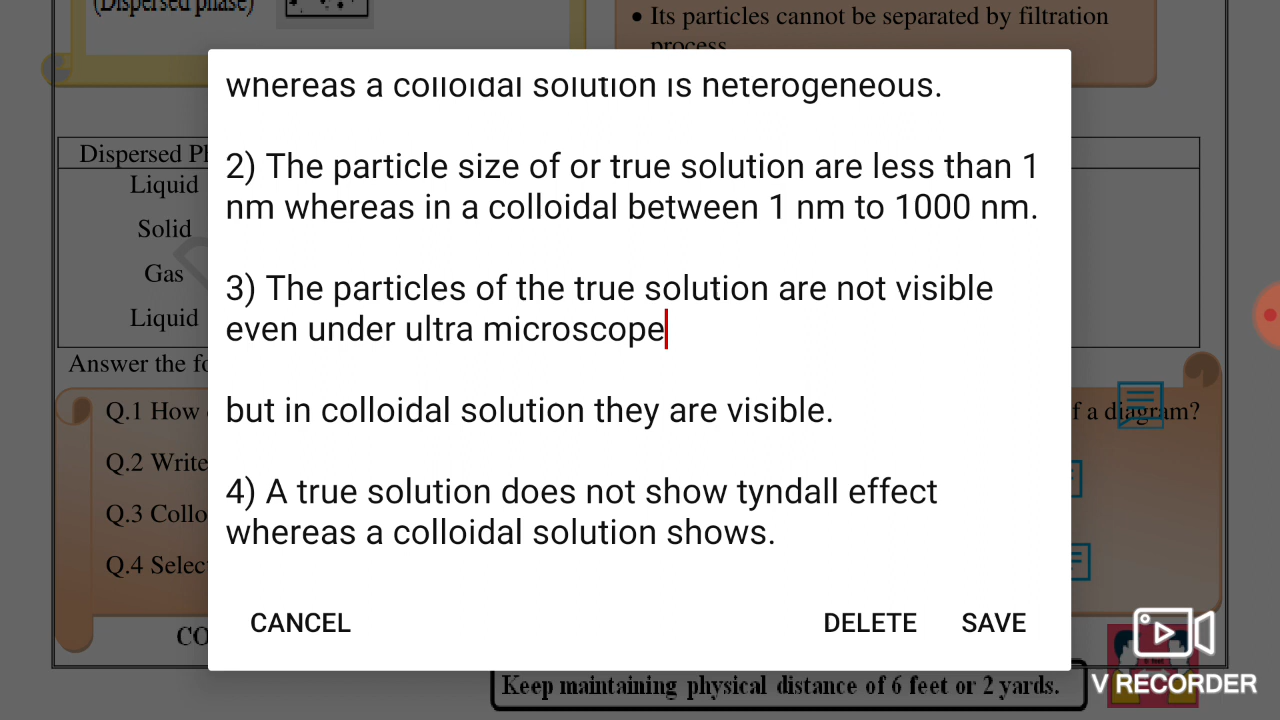 (Dispersed phase)
• Its particles cannot be separated by filtration
process
whereas a colloidal solution is heterogeneous.
2) The particle size of or true solution are less than 1
nm whereas in a colloidal between 1 nm to 1000 nm.
3) The particles of the true solution are not visible
even under ultra microscope
but in colloidal solution they are visible.
4) A true solution does not show tyndall effect
whereas a colloidal solution shows.
CANCEL
DELETE
SAVE
Dispersed
Liquid
Solid
Gas
Liquid
Answer the
Q.1 How
a diagram?
Q.2 Write
Q.3
Q.4
Keep maintaining physical distance of 6 feet or 2 yards.
V RECORDER